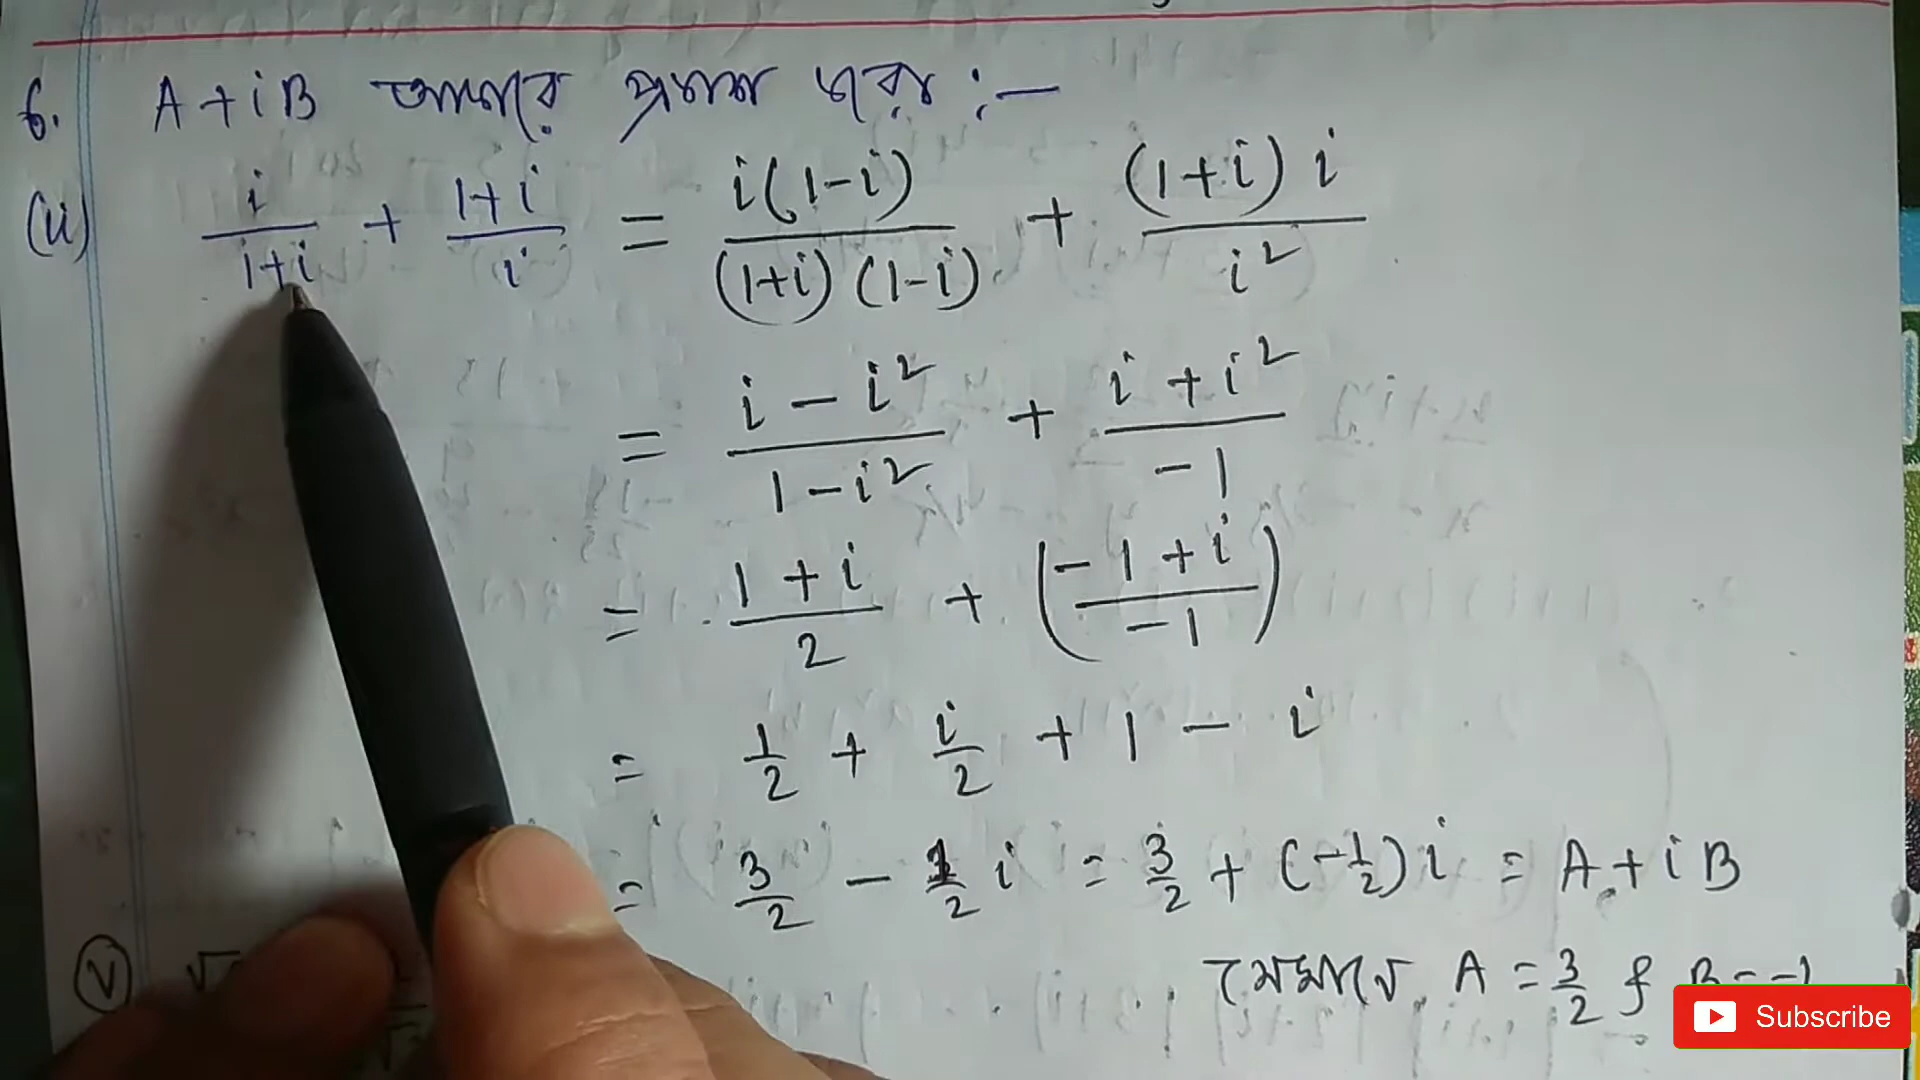 6. A+iB আকারে প্রকাশ করো :-
(ii) i/(1+i) + (1+i)/i = i(1-i)/((1+i)(1-i)) + (1+i)i/i²
= (i-i²)/(1-i²) + (i+i²)/-1
= (1+i)/2 + ((-1+i)/-1)
= 1/2 + i/2 + 1 - i
= 3/2 - 1/2 i = 3/2 + (-1/2)i = A+iB
যেখানে A = 3/2 ও B = -1
(V)
Subscribe